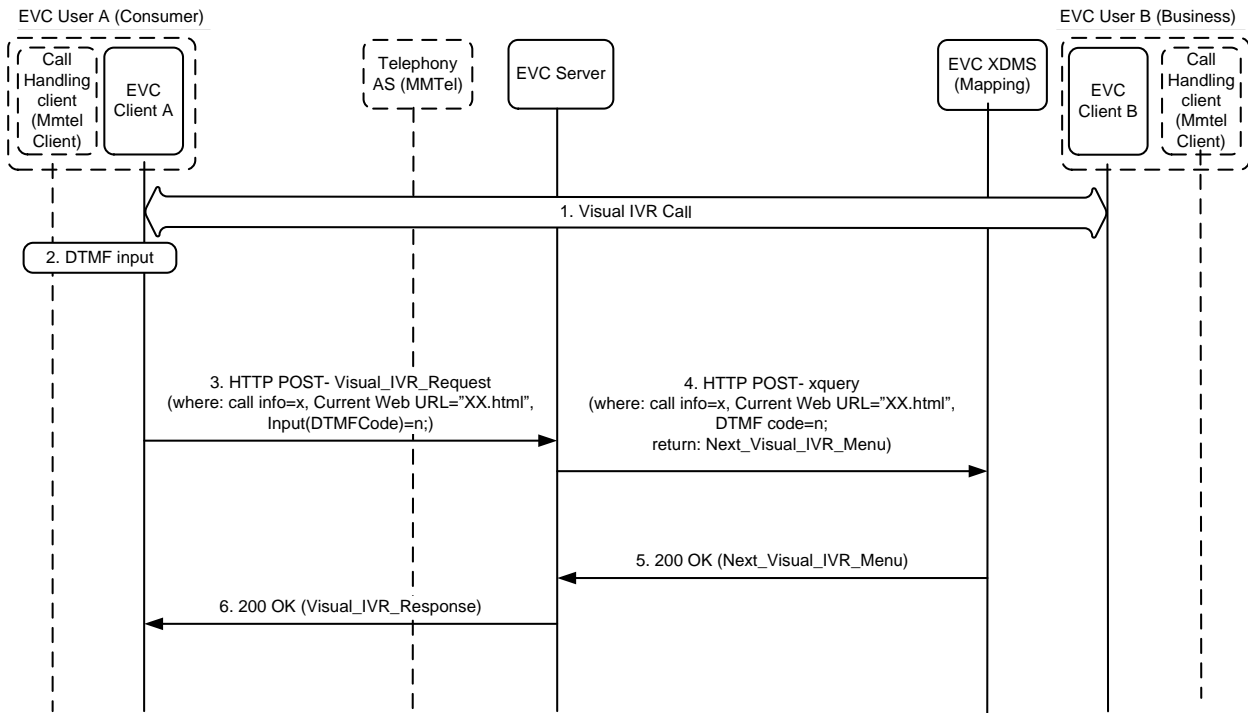 EVC User A (Consumer)
EVC User B (Business)
Call
Handling
client
(Mmtel
Client)
EVC
Client A
Telephony
AS (MMTel)
EVC Server
EVC XDMS
(Mapping)
EVC
Client B
Call
Handling
client
(Mmtel
Client)
1. Visual IVR Call
2. DTMF input
3. HTTP POST- Visual_IVR_Request
(where: call info=x, Current Web URL=”XX.html”,
Input(DTMFCode)=n;)
4. HTTP POST- xquery
(where: call info=x, Current Web URL=”XX.html”,
DTMF code=n;
return: Next_Visual_IVR_Menu)
5. 200 OK (Next_Visual_IVR_Menu)
6. 200 OK (Visual_IVR_Response)